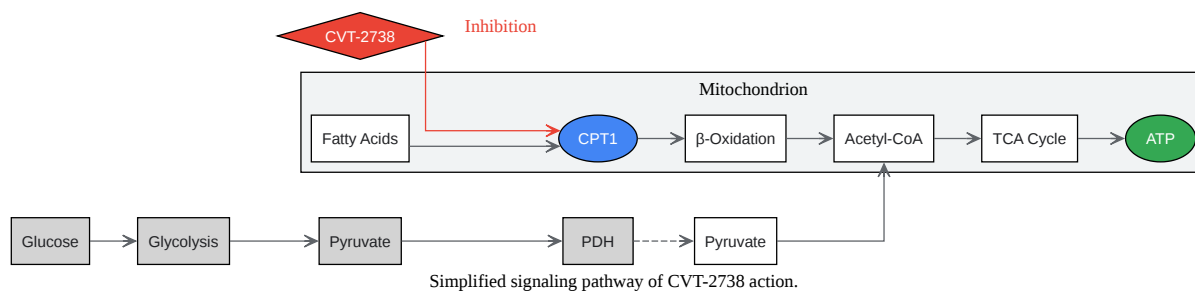 CVT-2738
Inhibition
Mitochondrion
Fatty Acids
CPT1
β-Oxidation
Acetyl-CoA
TCA Cycle
ATP
Glucose
Glycolysis
Pyruvate
PDH
Pyruvate
Simplified signaling pathway of CVT-2738 action.